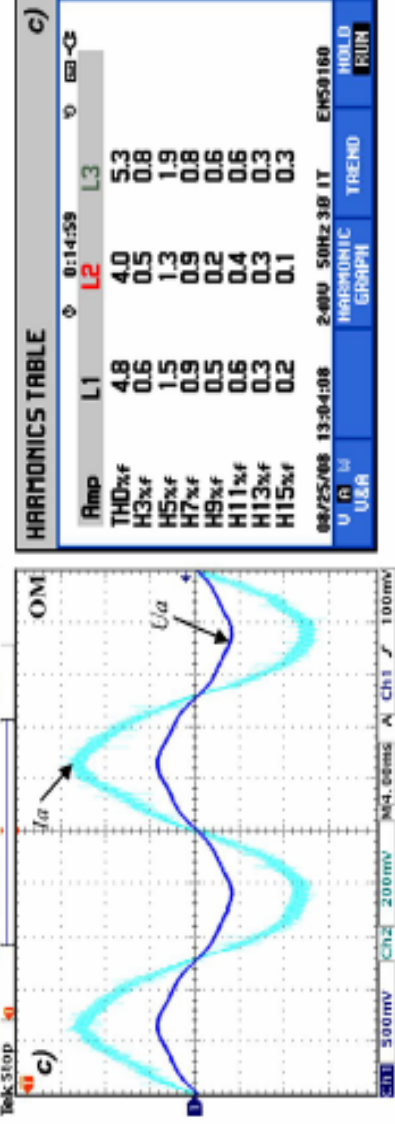 Tek Stop
c)
OM
Ia
Ua
Ch1 500mV Ch2 200mV M4.00ms A Ch1 100mV
HARMONICS TABLE
c)
0:14:59
Amp L1 L2 L3
THD%f 4.8 4.0 5.3
H3%f 0.6 0.5 0.8
H5%f 1.5 1.3 1.9
H7%f 0.9 0.9 0.8
H9%f 0.5 0.2 0.6
H11%f 0.6 0.4 0.6
H13%f 0.3 0.3 0.3
H15%f 0.2 0.1 0.3
08/25/08 13:04:08 240V 50Hz 3Ø IT EN50160
V A W
V&A
HARMONIC
GRAPH
TREND
HOLD
RUN